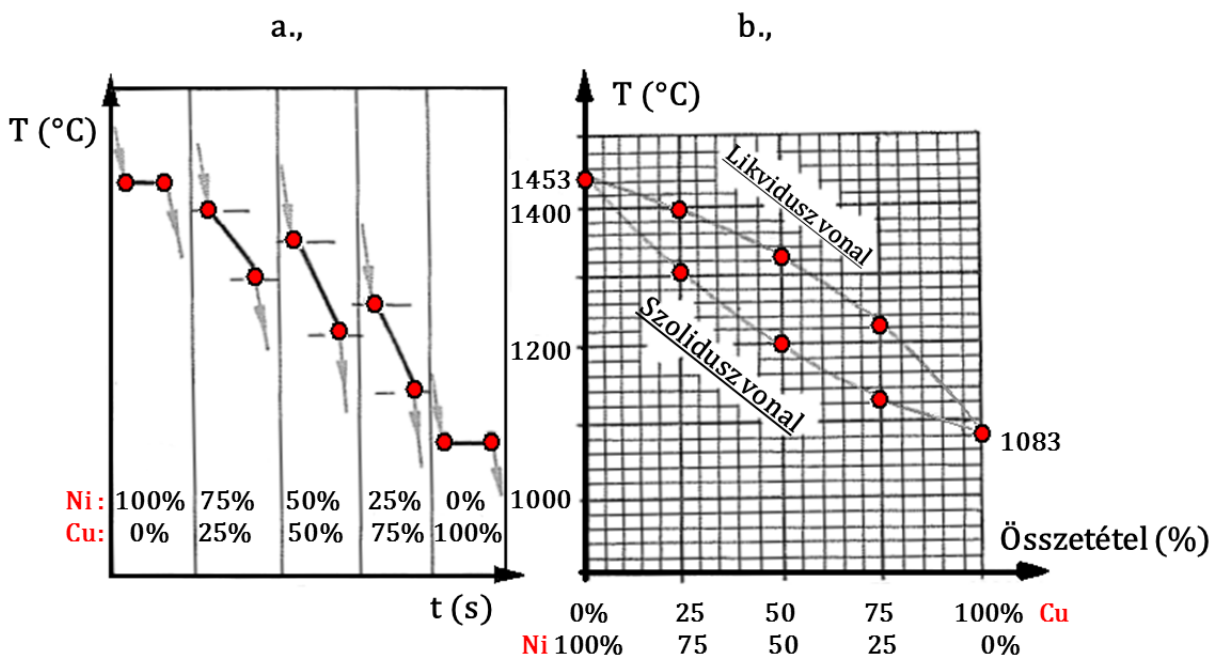 a.,
T (°C)
Ni : 100% 75% 50% 25% 0%
Cu: 0% 25% 50% 75% 100%
t (s)
b.,
T (°C)
1453
1400
1200
1000
Likvidusz vonal
Szolidusz vonal
1083
Összetétel (%)
0% 25 50 75 100% Cu
Ni 100% 75 50 25 0%